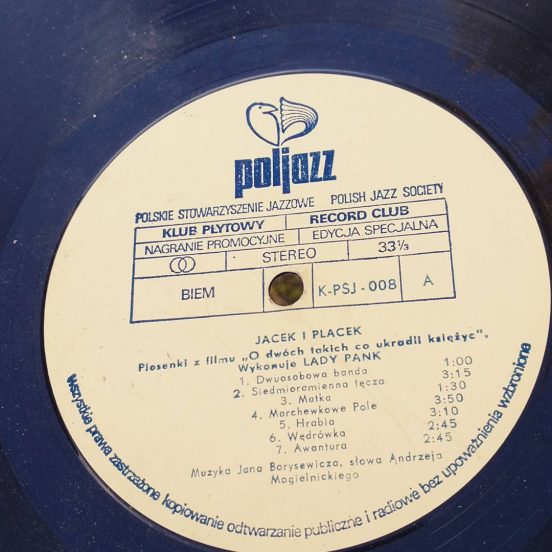 poljazz
POLSKIE STOWARZYSZENIE JAZZOWE POLISH JAZZ SOCIETY
KLUB PŁYTOWY RECORD CLUB
NAGRANIE PROMOCYJNE EDYCJA SPECJALNA
STEREO 33 1/3
BIEM K-PSJ-008 A
JACEK I PLACEK
Piosenki z filmu „O dwóch takich co ukradli księżyc".
Wykonuje LADY PANK
1. Dwuosobowa banda 1:00
2. Siedmioramienna tęcza 3:15
3. Matka 1:30
4. Marchewkowe Pole 3:50
5. Hrabia 3:10
6. Wędrówka 2:45
7. Awantura 2:45
Muzyka Jana Borysewicza, słowa Andrzeja
Mogielnickiego
Wszystkie prawa zastrzeżone kopiowanie odtwarzanie publiczne i radiowe bez upoważnienia wzbronione